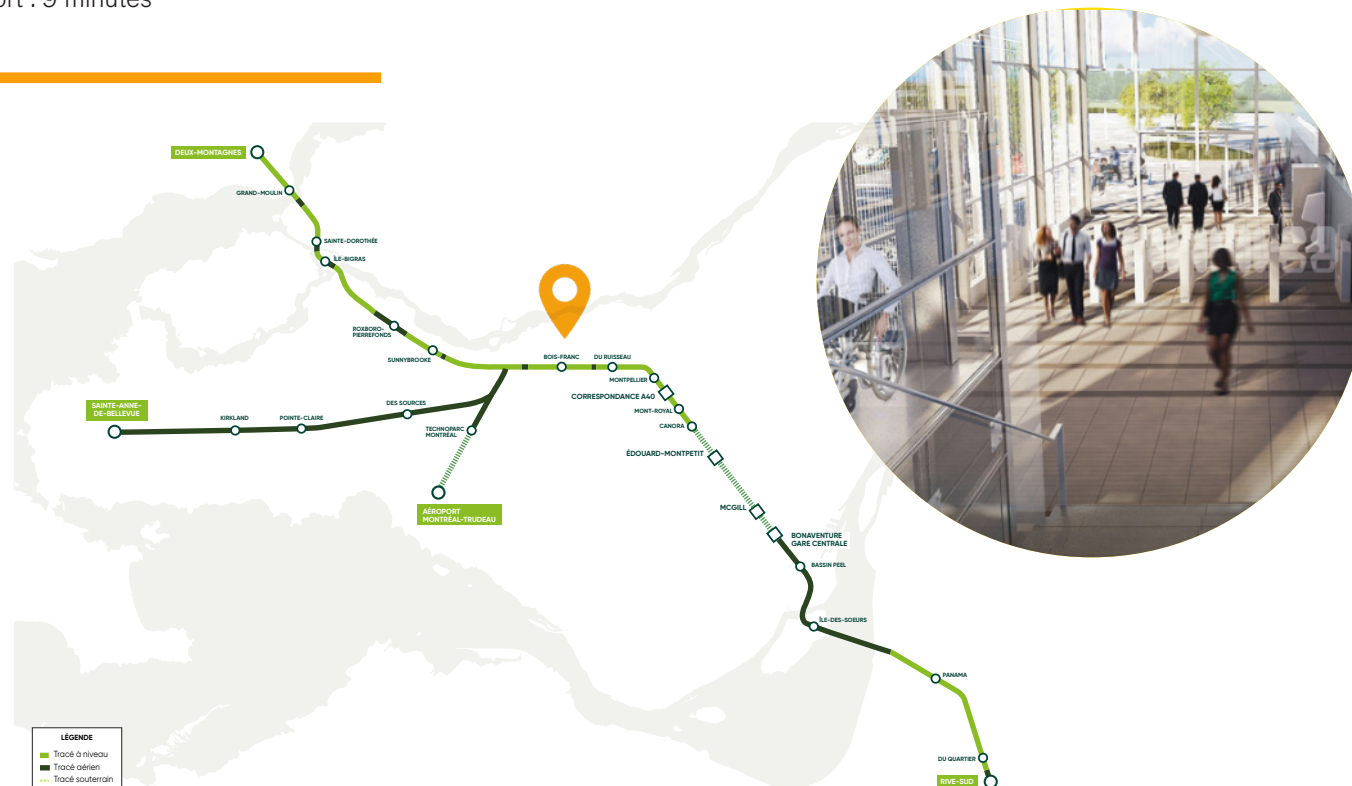 ort : 9 minutes
DEUX-MONTAGNES
GRAND-MOULIN
SAINTE-DOROTHÉE
ÎLE-BIGRAS
ROXBORO-
PIERREFONDS
SUNNYBROOKE
BOIS-FRANC
DU RUISSEAU
MONTPELLIER
CORRESPONDANCE A40
MONT-ROYAL
CANORA
SAINTE-ANNE-
DE-BELLEVUE
KIRKLAND
POINTE-CLAIRE
DES SOURCES
TECHNOPARC
MONTRÉAL
AÉROPORT
MONTRÉAL-TRUDEAU
ÉDOUARD-MONTPETIT
MCGILL
BONAVENTURE
GARE CENTRALE
BASSIN PEEL
ÎLE-DES-SOEURS
PANAMA
DU QUARTIER
RIVE-SUD
LÉGENDE
Tracé à niveau
Tracé aérien
Tracé souterrain